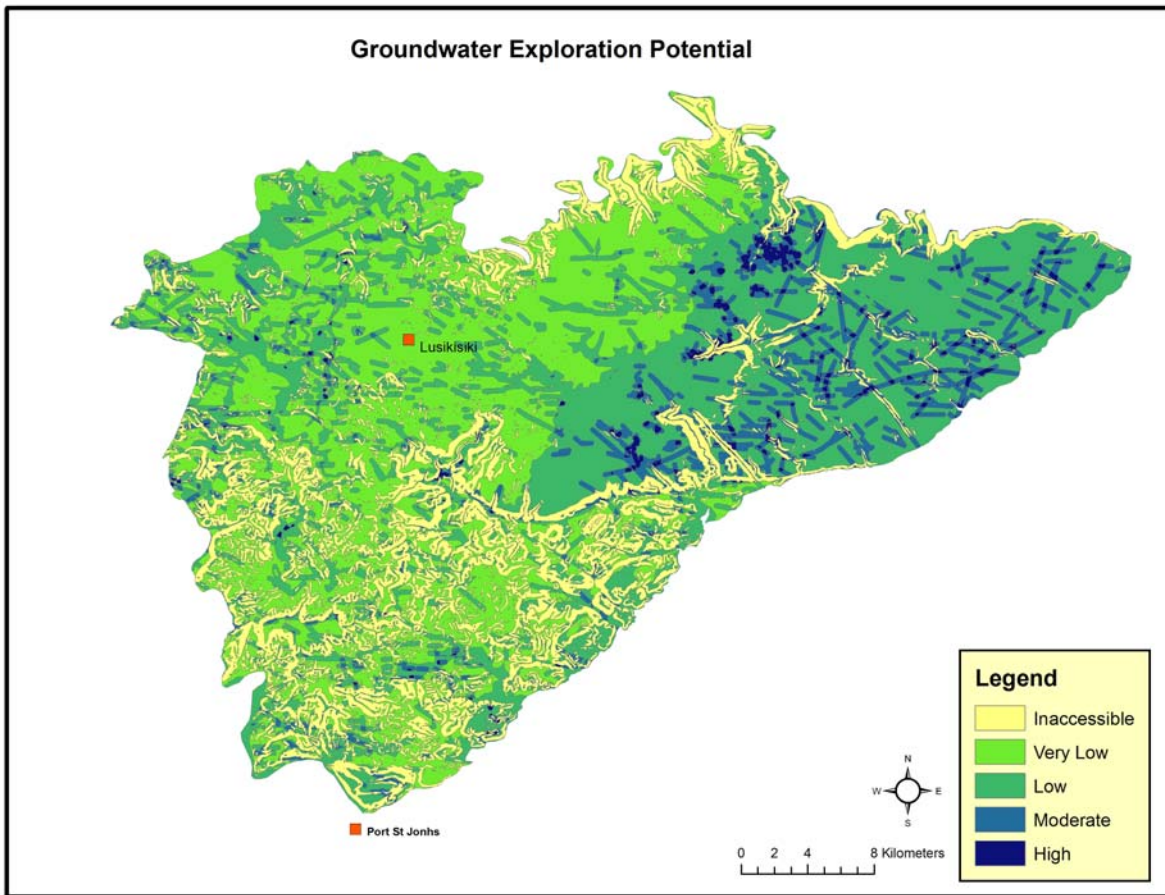 Groundwater Exploration Potential
Lusikisiki
Port St Jonhs
Legend
Inaccessible
Very Low
Low
Moderate
High
N
W E
S
0 2 4 8 Kilometers